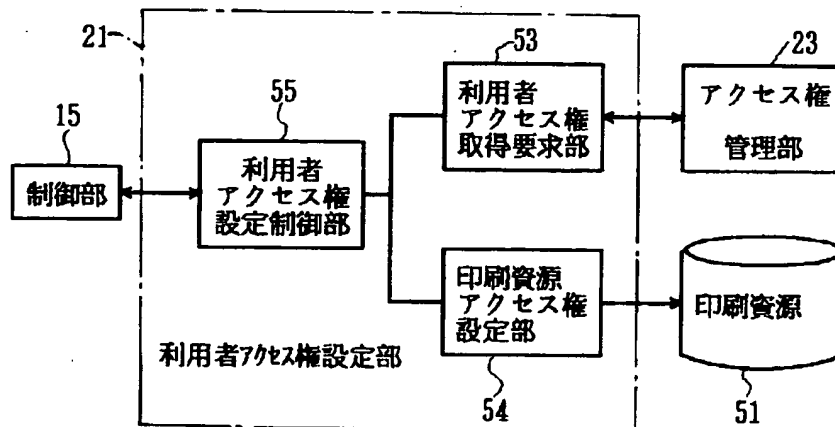 21
53
23
利用者
アクセス権
取得要求部
アクセス権
管理部
55
15
利用者
アクセス権
設定制御部
制御部
印刷資源
アクセス権
設定部
印刷資源
利用者アクセス権設定部
54
51